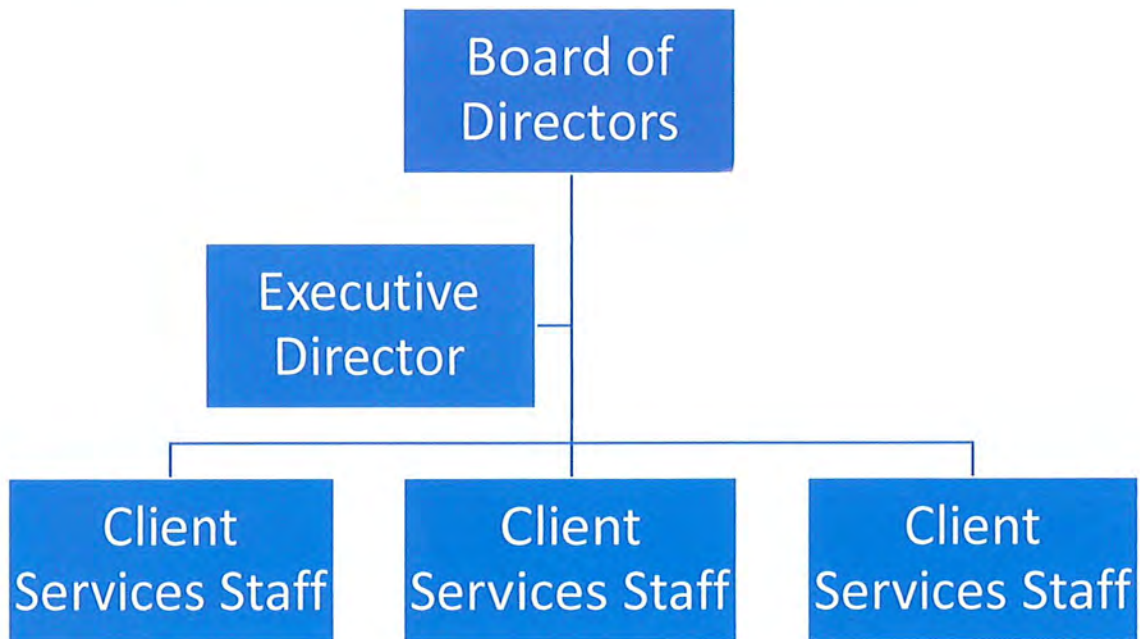 Board of
Directors
Executive
Director
Client
Services Staff
Client
Services Staff
Client
Services Staff